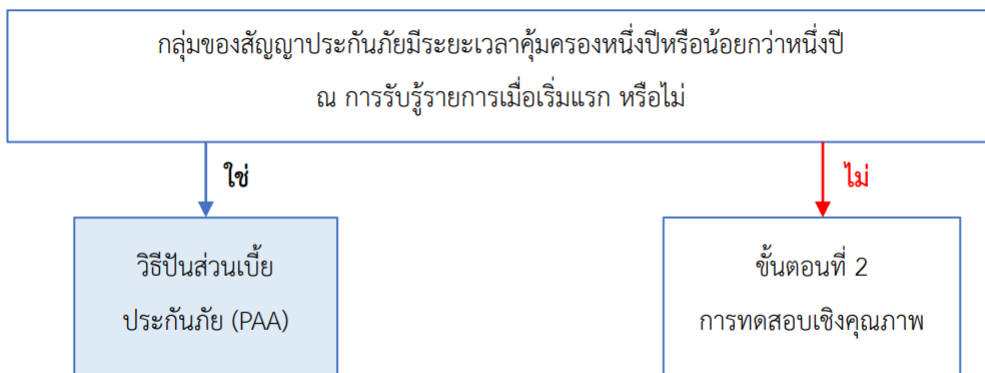 กลุ่มของสัญญาประกันภัยมีระยะเวลาคุ้มครองหนึ่งปีหรือน้อยกว่าหนึ่งปี
ณ การรับรู้รายการเมื่อเริ่มแรก หรือไม่
ใช่
ไม่
วิธีปันส่วนเบี้ย
ประกันภัย (PAA)
ขั้นตอนที่ 2
การทดสอบเชิงคุณภาพ